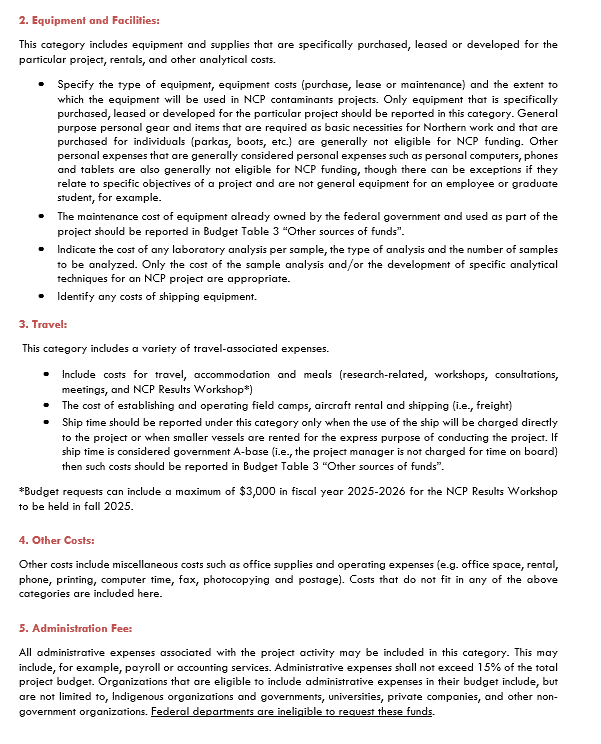 2. Equipment and Facilities:
This category includes equipment and supplies that are specifically purchased, leased or developed for the
particular project, rentals, and other analytical costs.
• Specify the type of equipment, equipment costs (purchase, lease or maintenance) and the extent to
which the equipment will be used in NCP contaminants projects. Only equipment that is specifically
purchased, leased or developed for the particular project should be reported in this category. General
purpose personal gear and items that are required as basic necessities for Northern work and that are
purchased for individuals (parkas, boots, etc.) are generally not eligible for NCP funding. Other
personal expenses that are generally considered personal expenses such as personal computers, phones
and tablets are also generally not eligible for NCP funding, though there can be exceptions if they
relate to specific objectives of a project and are not general equipment for an employee or graduate
student, for example.
• The maintenance cost of equipment already owned by the federal government and used as part of the
project should be reported in Budget Table 3 “Other sources of funds”.
• Indicate the cost of any laboratory analysis per sample, the type of analysis and the number of samples
to be analyzed. Only the cost of the sample analysis and/or the development of specific analytical
techniques for an NCP project are appropriate.
• Identify any costs of shipping equipment.
3. Travel:
This category includes a variety of travel-associated expenses.
• Include costs for travel, accommodation and meals (research-related, workshops, consultations,
meetings, and NCP Results Workshop*)
• The cost of establishing and operating field camps, aircraft rental and shipping (i.e., freight)
• Ship time should be reported under this category only when the use of the ship will be charged directly
to the project or when smaller vessels are rented for the express purpose of conducting the project. If
ship time is considered government A-base (i.e., the project manager is not charged for time on board)
then such costs should be reported in Budget Table 3 “Other sources of funds”.
*Budget requests can include a maximum of $3,000 in fiscal year 2025-2026 for the NCP Results Workshop
to be held in fall 2025.
4. Other Costs:
Other costs include miscellaneous costs such as office supplies and operating expenses (e.g. office space, rental,
phone, printing, computer time, fax, photocopying and postage). Costs that do not fit in any of the above
categories are included here.
5. Administration Fee:
All administrative expenses associated with the project activity may be included in this category. This may
include, for example, payroll or accounting services. Administrative expenses shall not exceed 15% of the total
project budget. Organizations that are eligible to include administrative expenses in their budget include, but
are not limited to, Indigenous organizations and governments, universities, private companies, and other non-
government organizations. Federal departments are ineligible to request these funds.